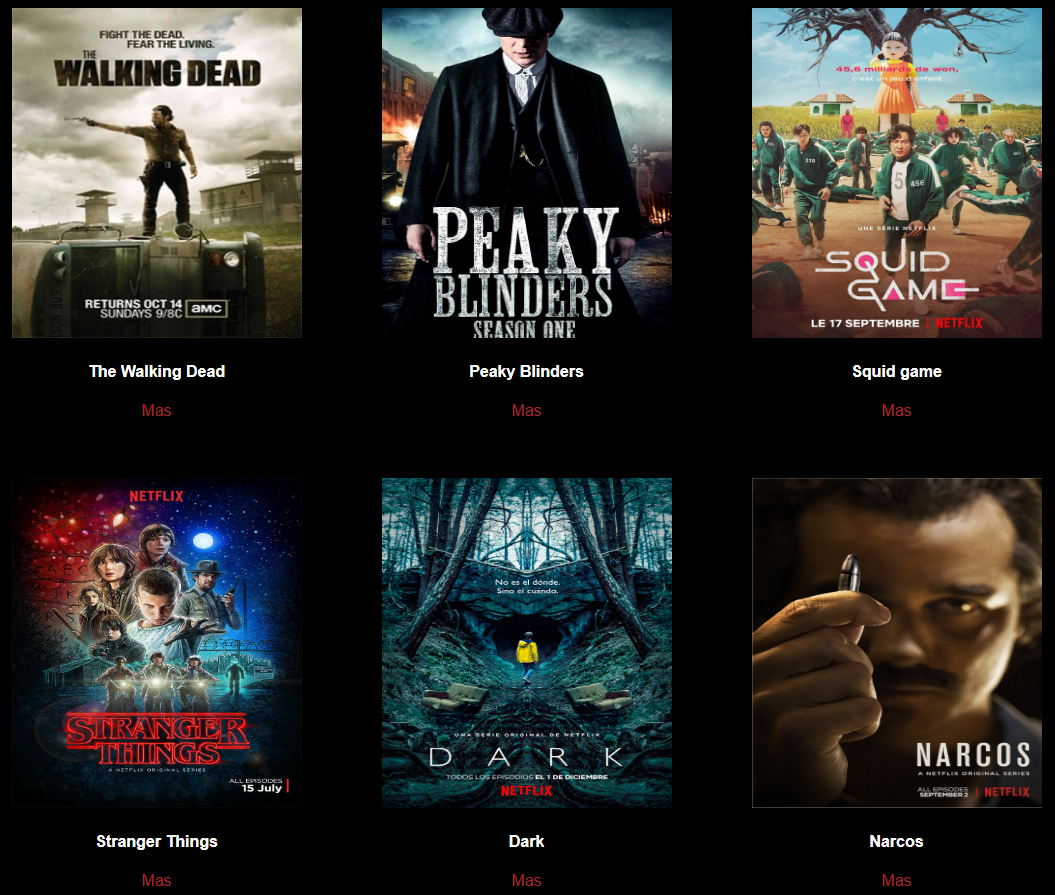 FIGHT THE DEAD.
FEAR THE LIVING.
THE
WALKING DEAD
RETURNS OCT 14
SUNDAYS 9/8C aMC
The Walking Dead
Mas
PEAKY
BLINDERS
SEASON ONE
Peaky Blinders
Mas
45,6 milliards de won,
c'est un jeu d'enfant.
318
456
UNE SÉRIE NETFLIX
SQUID
GAME
LE 17 SEPTEMBRE | NETFLIX
Squid game
Mas
NETFLIX
STRANGER
THINGS
A NETFLIX ORIGINAL SERIES
ALL EPISODES
15 July
Stranger Things
Mas
No es el dónde.
Sino el cuándo.
UNA SERIE ORIGINAL DE NETFLIX
DARK
TODOS LOS EPISODIOS EL 1 DE DICIEMBRE
NETFLIX
Dark
Mas
NARCOS
A NETFLIX ORIGINAL SERIES
ALL EPISODES
SEPTEMBER 2 | NETFLIX
Narcos
Mas